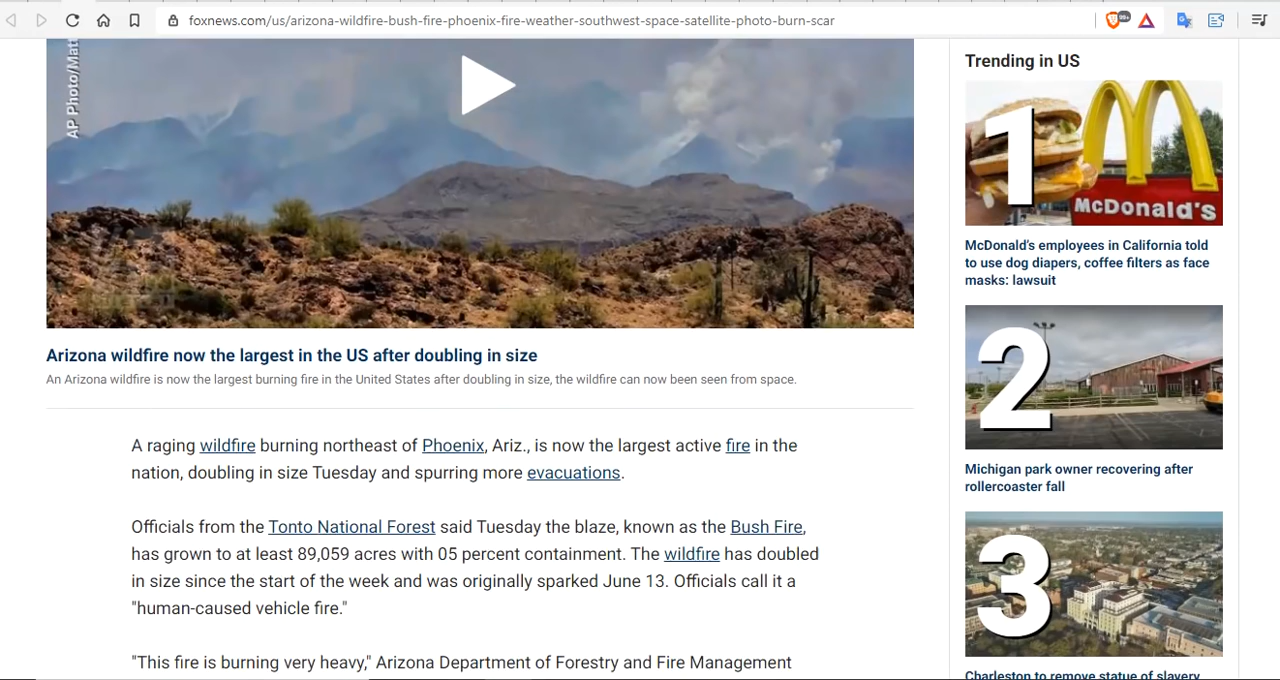 foxnews.com/us/arizona-wildfire-bush-fire-phoenix-fire-weather-southwest-space-satellite-photo-burn-scar
99+
AP Photo/Mat
Arizona wildfire now the largest in the US after doubling in size
An Arizona wildfire is now the largest burning fire in the United States after doubling in size, the wildfire can now been seen from space.
A raging wildfire burning northeast of Phoenix, Ariz., is now the largest active fire in the
nation, doubling in size Tuesday and spurring more evacuations.
Officials from the Tonto National Forest said Tuesday the blaze, known as the Bush Fire,
has grown to at least 89,059 acres with 05 percent containment. The wildfire has doubled
in size since the start of the week and was originally sparked June 13. Officials call it a
"human-caused vehicle fire."
"This fire is burning very heavy," Arizona Department of Forestry and Fire Management
Trending in US
1
McDonald's
McDonald's employees in California told
to use dog diapers, coffee filters as face
masks: lawsuit
2
Michigan park owner recovering after
rollercoaster fall
3
Charleston to remove statue of slavery